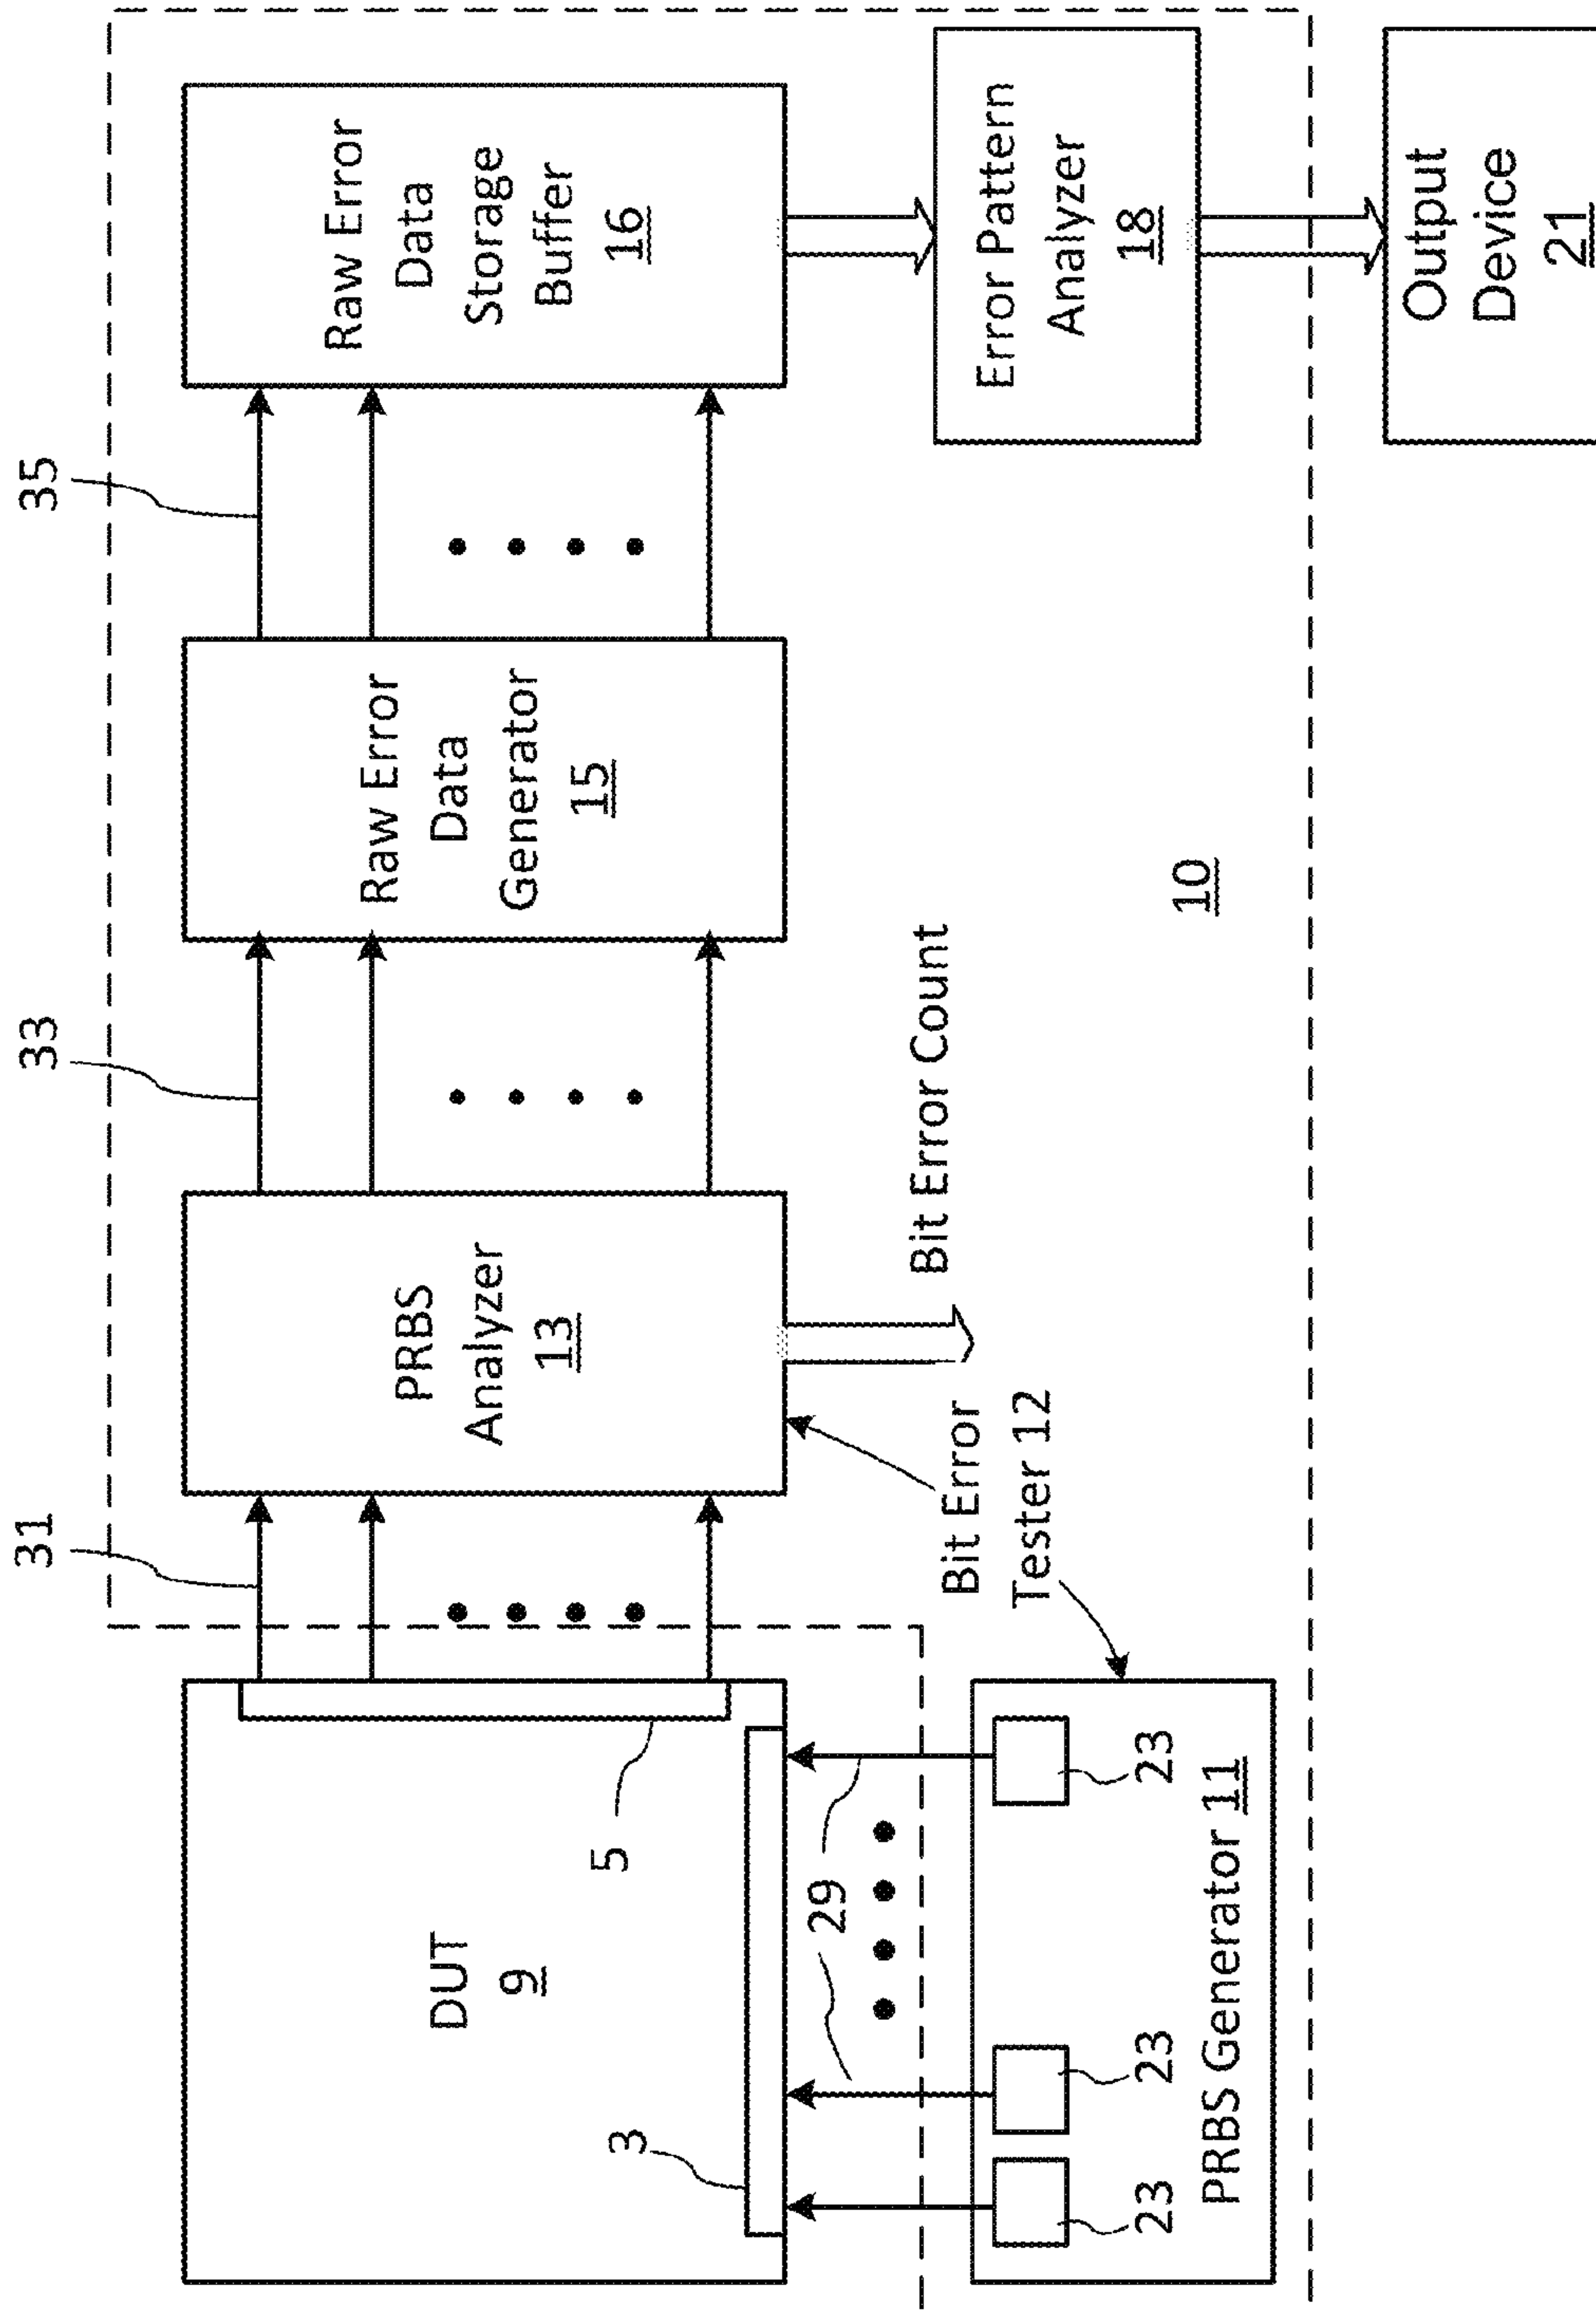 31
33
35
DUT
9
5
3
PRBS
Analyzer
13
Raw Error
Data
Generator
15
Raw Error
Data
Storage
Buffer
16
29
Bit Error Count
Bit Error
Tester 12
23
23
23
PRBS Generator 11
10
Error Pattern
Analyzer
18
Output
Device
21